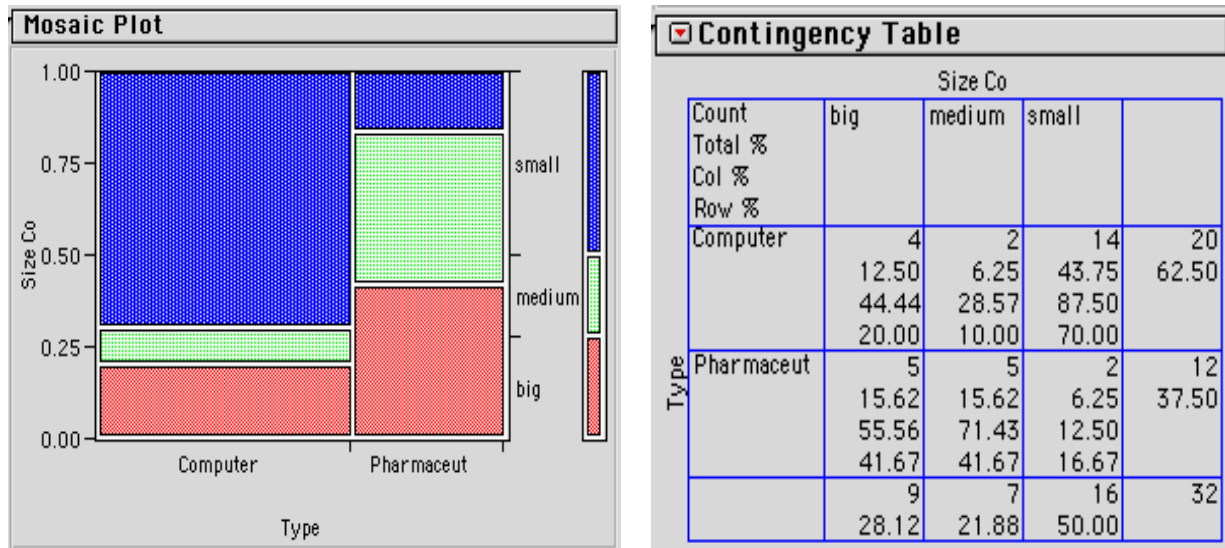 Mosaic Plot
1.00
0.75
0.50
0.25
0.00
Size Co
small
medium
big
Computer Pharmaceut
Type
Contingency Table
Size Co
Count big medium small
Total %
Col %
Row %
Type
Computer 4 2 14 20
12.50 6.25 43.75 62.50
44.44 28.57 87.50
20.00 10.00 70.00
Pharmaceut 5 5 2 12
15.62 15.62 6.25 37.50
55.56 71.43 12.50
41.67 41.67 16.67
9 7 16 32
28.12 21.88 50.00